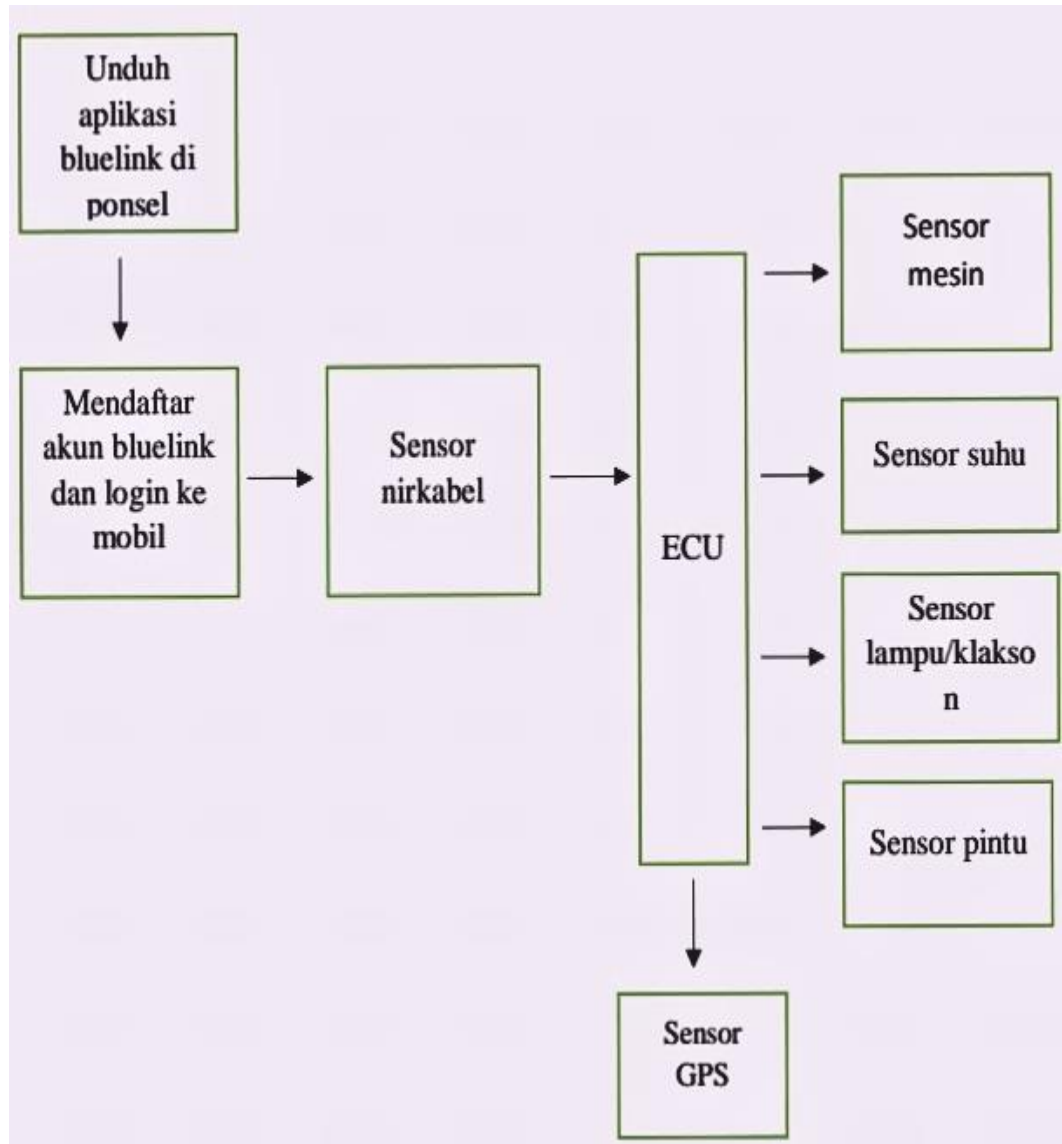 Unduh
aplikasi
bluelink di
ponsel
Mendaftar
akun bluelink
dan login ke
mobil
Sensor
nirkabel
ECU
Sensor
mesin
Sensor suhu
Sensor
lampu/klakso
n
Sensor pintu
Sensor
GPS